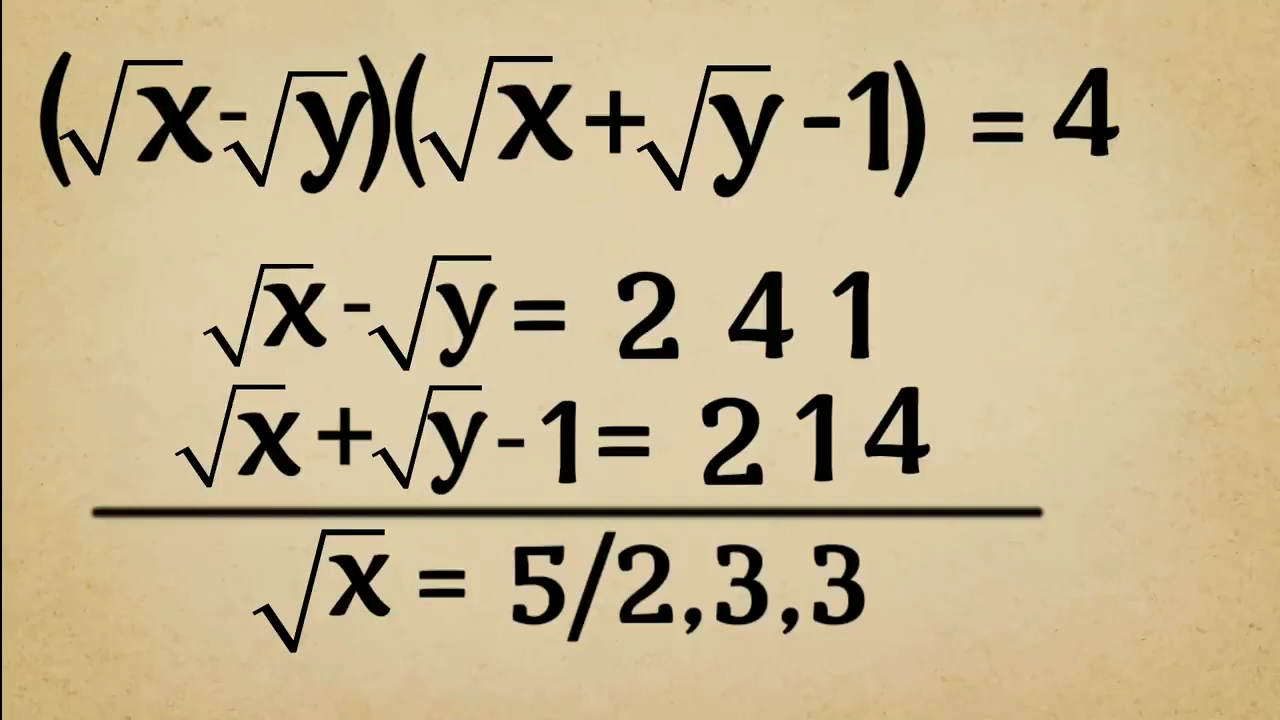 (√x-√y)(√x+√y-1) = 4
√x-√y= 2 4 1
√x+√y-1= 2 1 4
√x = 5/2,3,3